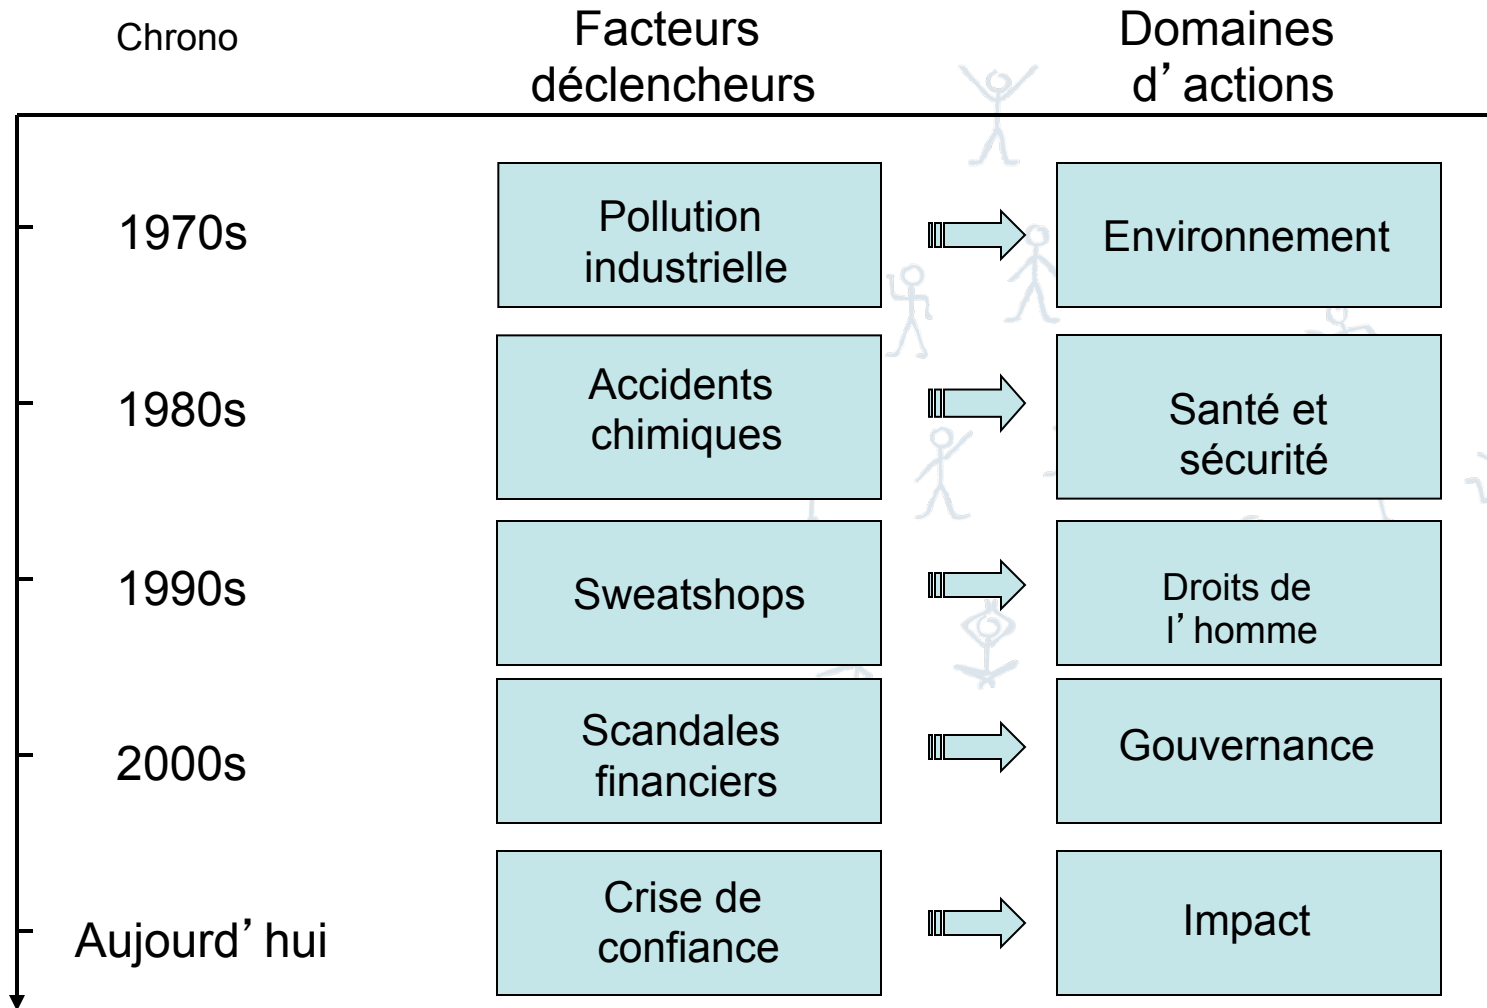 Chrono
Facteurs
déclencheurs
Domaines
d’ actions
1970s
Pollution
industrielle
Environnement
1980s
Accidents
chimiques
Santé et
sécurité
1990s
Sweatshops
Droits de
l’ homme
2000s
Scandales
financiers
Gouvernance
Aujourd’ hui
Crise de
confiance
Impact